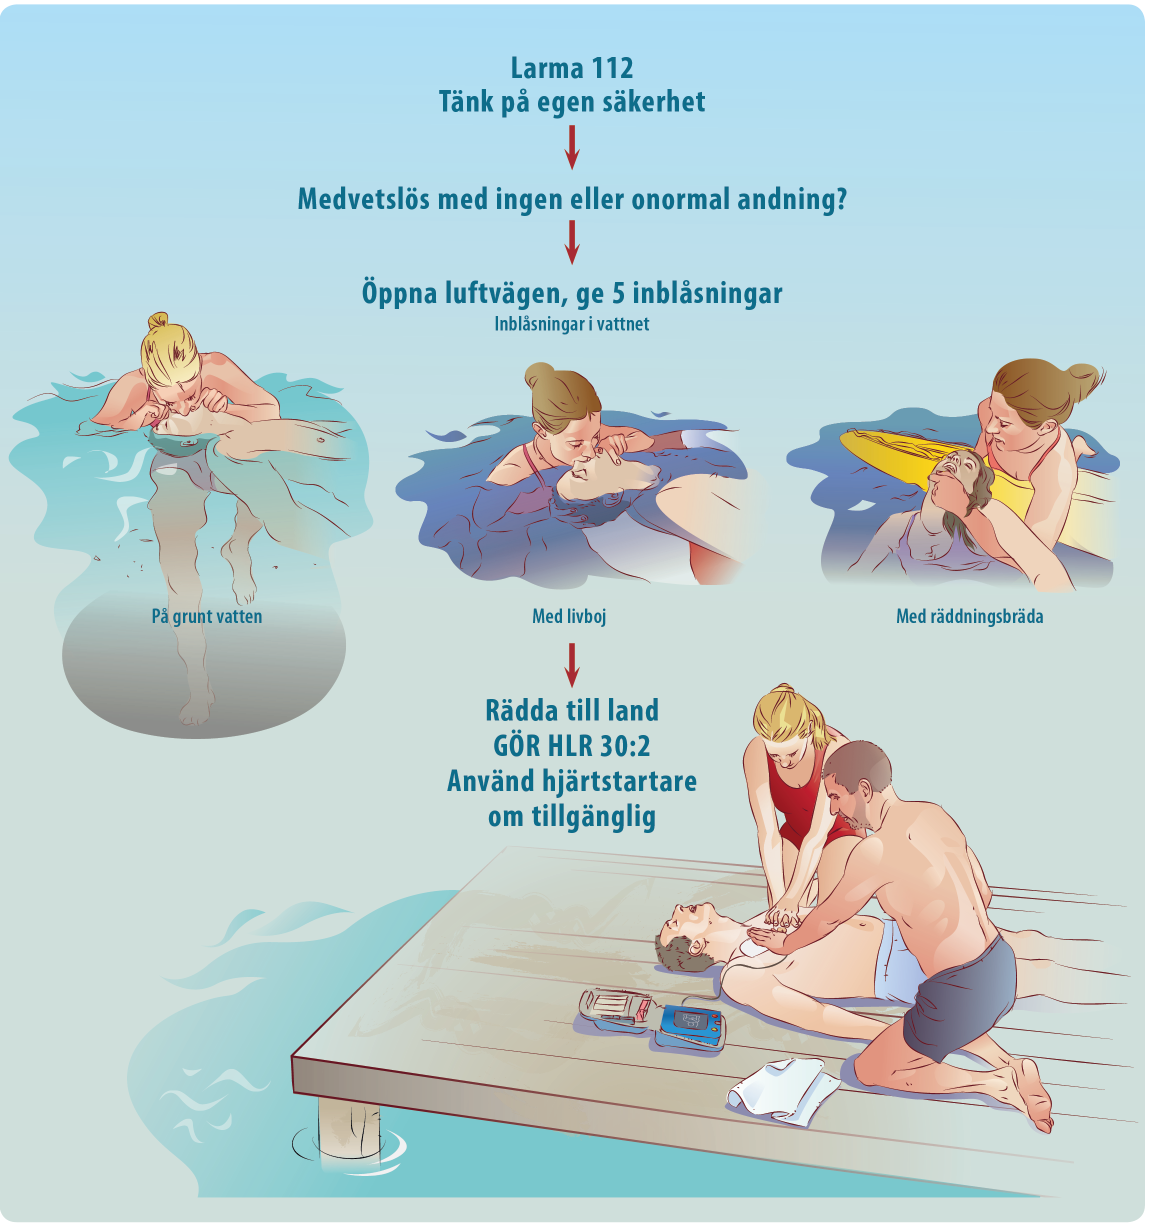 Larma 112
Tänk på egen säkerhet
Medvetslös med ingen eller onormal andning?
Öppna luftvägen, ge 5 inblåsningar
Inblåsningar i vattnet
På grunt vatten
Med livboj
Med räddningsbräda
Rädda till land
GÖR HLR 30:2
Använd hjärtstartare
om tillgänglig